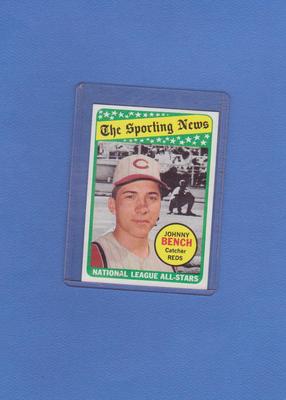 The Sporting News
C
JOHNNY
BENCH
Catcher
REDS
NATIONAL LEAGUE ALL-STARS